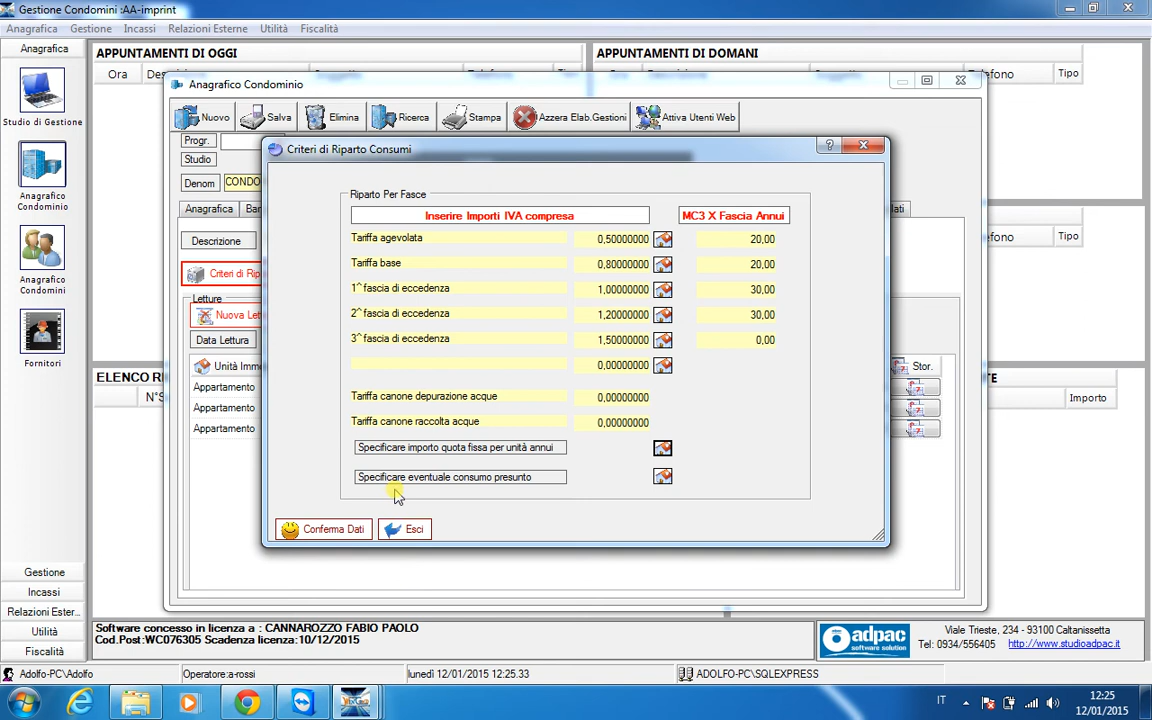 Gestione Condomini :AA-imprint
Anagrafica Gestione Incassi Relazioni Esterne Utilità Fiscalità
Anagrafica
Studio di Gestione
Anagrafico
Condominio
Anagrafica
Condomini
Fornitori
Gestione
Incassi
Relazioni Ester...
Utilità
Fiscalità
APPUNTAMENTI DI OGGI
Ora
APPUNTAMENTI DI DOMANI
Tipo
Anagrafico Condominio
Nuovo Salva Elimina Ricerca Stampa Azzera Elab.Gestioni Attiva Utenti Web
Progr.
Studio
Denom CONDO
Anagrafica Bar
Descrizione
Criteri di Rip
Letture
Nuova Let
Data Lettura
Unità Immo
Stor.
Appartamento
Appartamento
Appartamento
efono Tipo
ELENCO RI
N°S
Importo
Criteri di Riparto Consumi
Riparto Per Fasce
Inserire Importi IVA compresa MC3 X Fascia Annui
Tariffa agevolata 0,50000000 20,00
Tariffa base 0,80000000 20,00
1^ fascia di eccedenza 1,00000000 30,00
2^ fascia di eccedenza 1,20000000 30,00
3^ fascia di eccedenza 1,50000000 0,00
0,00000000
Tariffa canone depurazione acque 0,00000000
Tariffa canone raccolta acque 0,00000000
Specificare importo quota fissa per unità annui
Specificare eventuale consumo presunto
Conferma Dati Esci
Software concesso in licenza a : CANNAROZZO FABIO PAOLO
Cod.Post:WC076305 Scadenza licenza:10/12/2015
adpac
software solution
Viale Trieste, 234 - 93100 Caltanissetta
Tel: 0934/556405 http://www.studioadpac.it
Adolfo-PC\Adolfo Operatore:a-rossi lunedì 12/01/2015 12.25.33 ADOLFO-PC\SQLEXPRESS
IT
12:25
12/01/2015